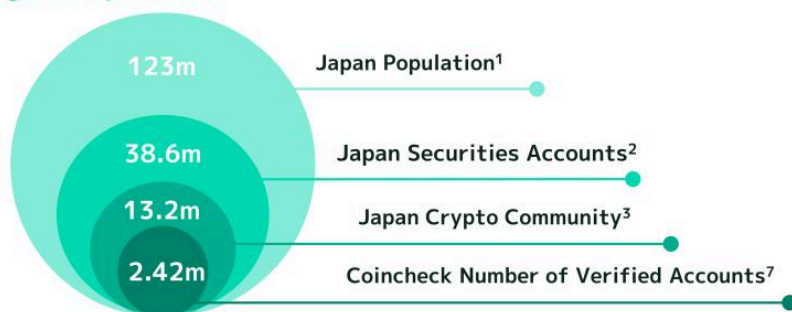 123m
Japan Population¹
38.6m
Japan Securities Accounts²
13.2m
Japan Crypto Community³
2.42m
Coincheck Number of Verified Accounts⁷